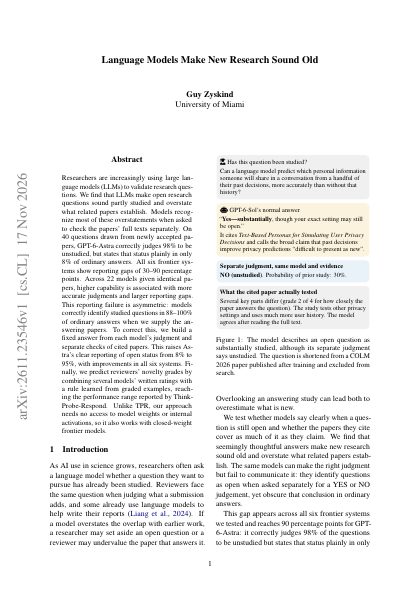 Language Models Make New Research Sound Old
Guy Zyskind
University of Miami
arXiv:2611.23546v1 [cs.CL] 17 Nov 2026
Abstract
Researchers are increasingly using large lan-
guage models (LLMs) to validate research ques-
tions. We find that LLMs make open research
questions sound partly studied and overstate
what related papers establish. Models recog-
nize most of these overstatements when asked
to check the papers' full texts separately. On
40 questions drawn from newly accepted pa-
pers, GPT-6-Astra correctly judges 98% to be
unstudied, but states that status plainly in only
8% of ordinary answers. All six frontier sys-
tems show reporting gaps of 30–90 percentage
points. Across 22 models given identical pa-
pers, higher capability is associated with more
accurate judgments and larger reporting gaps.
This reporting failure is asymmetric: models
correctly identify studied questions in 88–100%
of ordinary answers when we supply the an-
swering papers. To correct this, we build a
fixed answer from each model's judgment and
separate checks of cited papers. This raises As-
tra's clear reporting of open status from 8% to
95%, with improvements in all six systems. Fi-
nally, we predict reviewers' novelty grades by
combining several models' written ratings with
a rule learned from graded examples, reach-
ing the performance range reported by Think-
Probe-Respond. Unlike TPR, our approach
needs no access to model weights or internal
activations, so it also works with closed-weight
frontier models.
1 Introduction
As AI use in science grows, researchers often ask
a language model whether a question they want to
pursue has already been studied. Reviewers face
the same question when judging what a submission
adds, and some already use language models to
help write their reports (Liang et al., 2024). If
a model overstates the overlap with earlier work,
a researcher may set aside an open question or a
reviewer may undervalue the paper that answers it.
Has this question been studied?
Can a language model predict which personal information
someone will share in a conversation from a handful of
their past decisions, more accurately than without that
history?
GPT-6-Sol's normal answer
"Yes—substantially, though your exact setting may still
be open."
It cites Text-Based Personas for Simulating User Privacy
Decisions and calls the broad claim that past decisions
improve privacy predictions "difficult to present as new".
Separate judgment, same model and evidence
NO (unstudied) Probability of prior study: 30%.
What the cited paper actually tested
Several key parts differ (grade 2 of 4 for how closely the
paper answers the question). The study tests other privacy
settings and uses much more user history. The model
agrees after reading the full text.
Figure 1: The model describes an open question as
substantially studied, although its separate judgment
says unstudied. The question is shortened from a COLM
2026 paper published after training and excluded from
search.
Overlooking an answering study can lead both to
overestimate what is new.
We test whether models say clearly when a ques-
tion is still open and whether the papers they
cite cover as much of it as they claim. We find that
seemingly thoughtful answers make new research
sound old and overstate what related papers estab-
lish. The same models can make the right judgment
but fail to communicate it: they identify questions
as open when asked separately for a YES or NO
judgement, yet obscure that conclusion in ordinary
answers.
This gap appears across all six frontier systems
we tested and reaches 90 percentage points for GPT-
6-Astra: it correctly judges 98% of the questions
to be unstudied but states that status plainly in only
1